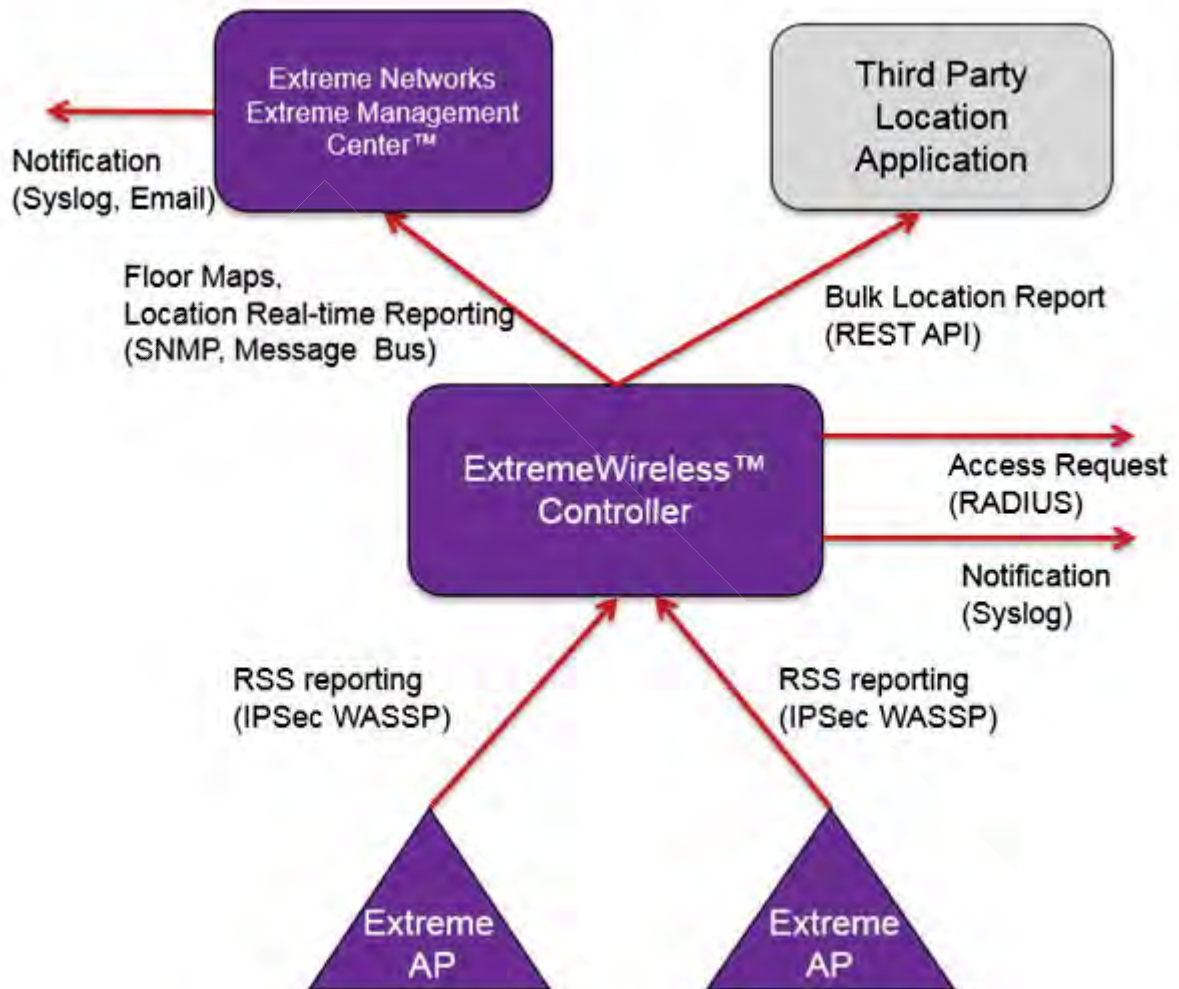 Extreme Networks
Extreme Management
Center™
Third Party
Location
Application
Notification
(Syslog, Email)
Floor Maps,
Location Real-time Reporting
(SNMP, Message Bus)
Bulk Location Report
(REST API)
ExtremeWireless™
Controller
Access Request
(RADIUS)
Notification
(Syslog)
RSS reporting
(IPSec WASSP)
RSS reporting
(IPSec WASSP)
Extreme
AP
Extreme
AP